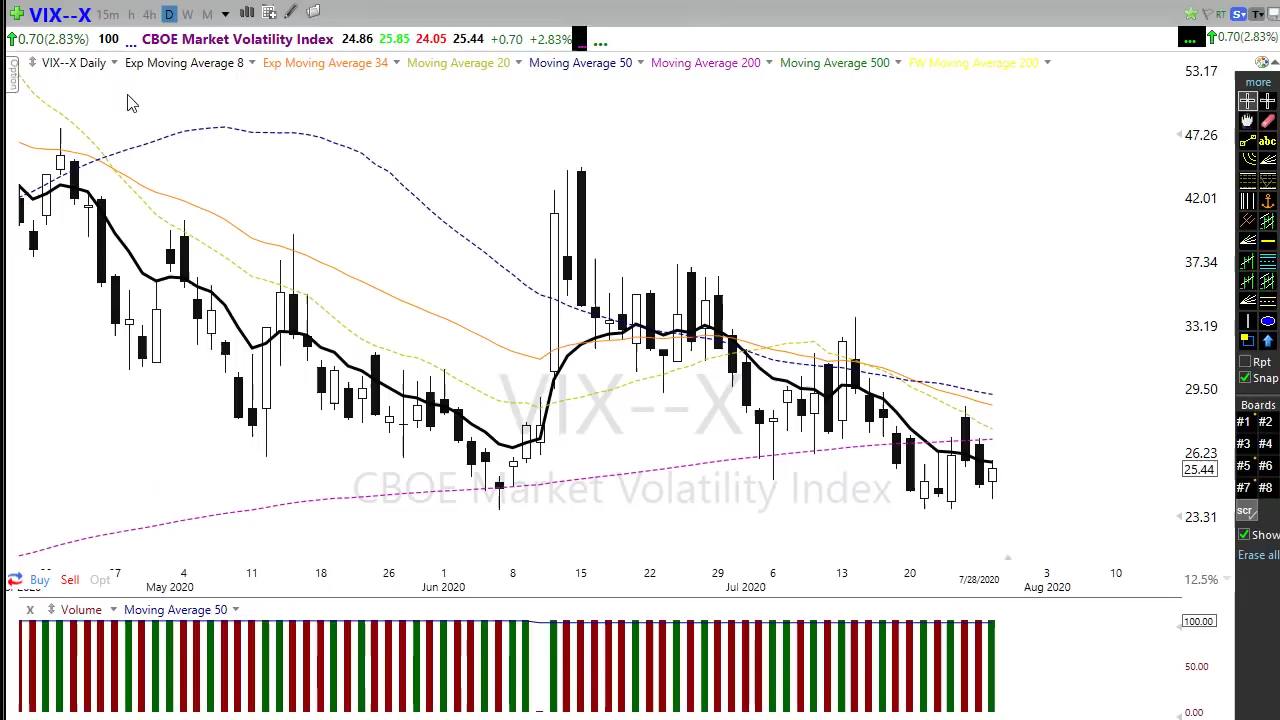 VIX--X 15m h 4h D W M RT S T
0.70(2.83%) 100 ... CBOE Market Volatility Index 24.86 25.85 24.05 25.44 +0.70 +2.83% ... ... 0.70(2.83%)
Option VIX--X Daily Exp Moving Average 8 Exp Moving Average 34 Moving Average 20 Moving Average 50 Moving Average 200 Moving Average 500 FW Moving Average 200
53.17
47.26
42.01
37.34
33.19
29.50
26.23
25.44
23.31
VIX--X
CBOE Market Volatility Index
more
abc
Rpt
Snap
Boards
#1 #2
#3 #4
#5 #6
#7 #8
scr
Show
Erase all
27 4 11 18 26 Jun 8 15 22 29 6 13 20 7/28/2020 3 10
May 2020 Jun 2020 Jul 2020 Aug 2020
Buy Sell Opt 12.5%
X Volume Moving Average 50
100.00
50.00
0.00